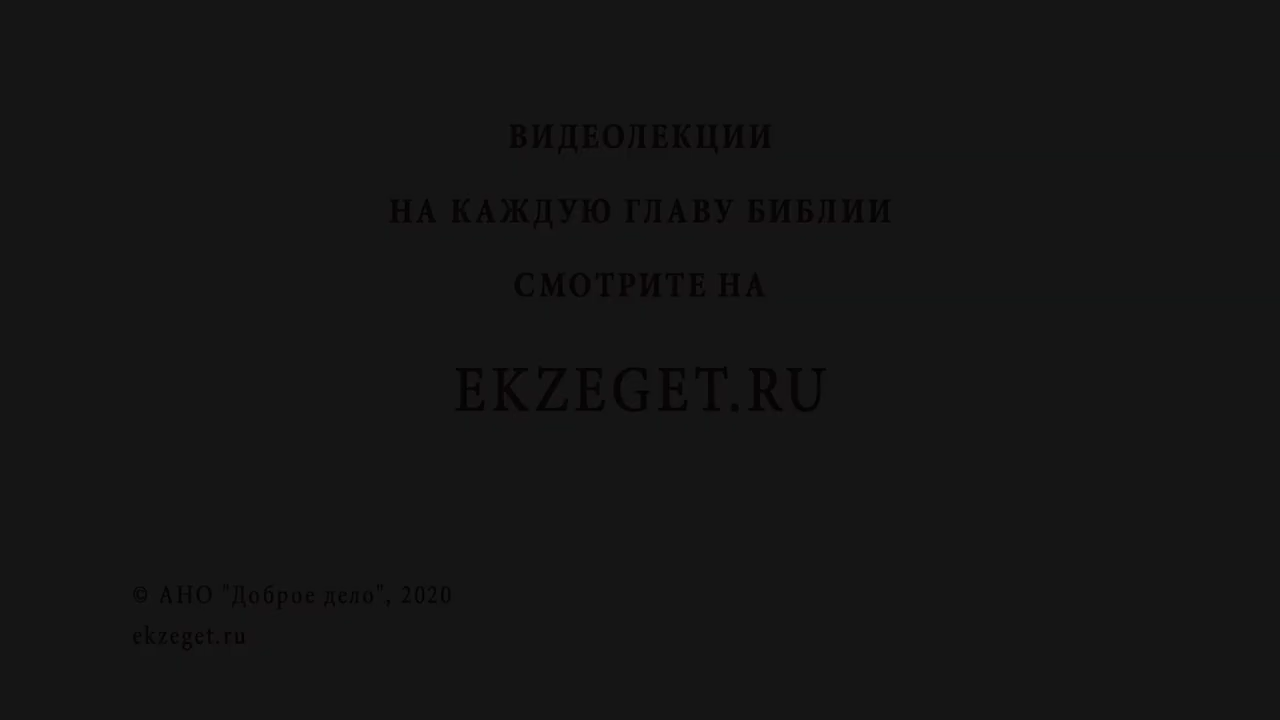 ВИДЕОЛЕКЦИИ
НА КАЖДУЮ ГЛАВУ БИБЛИИ
СМОТРИТЕ НА
EKZEGET.RU
© АНО "Доброе дело", 2020
ekzeget.ru